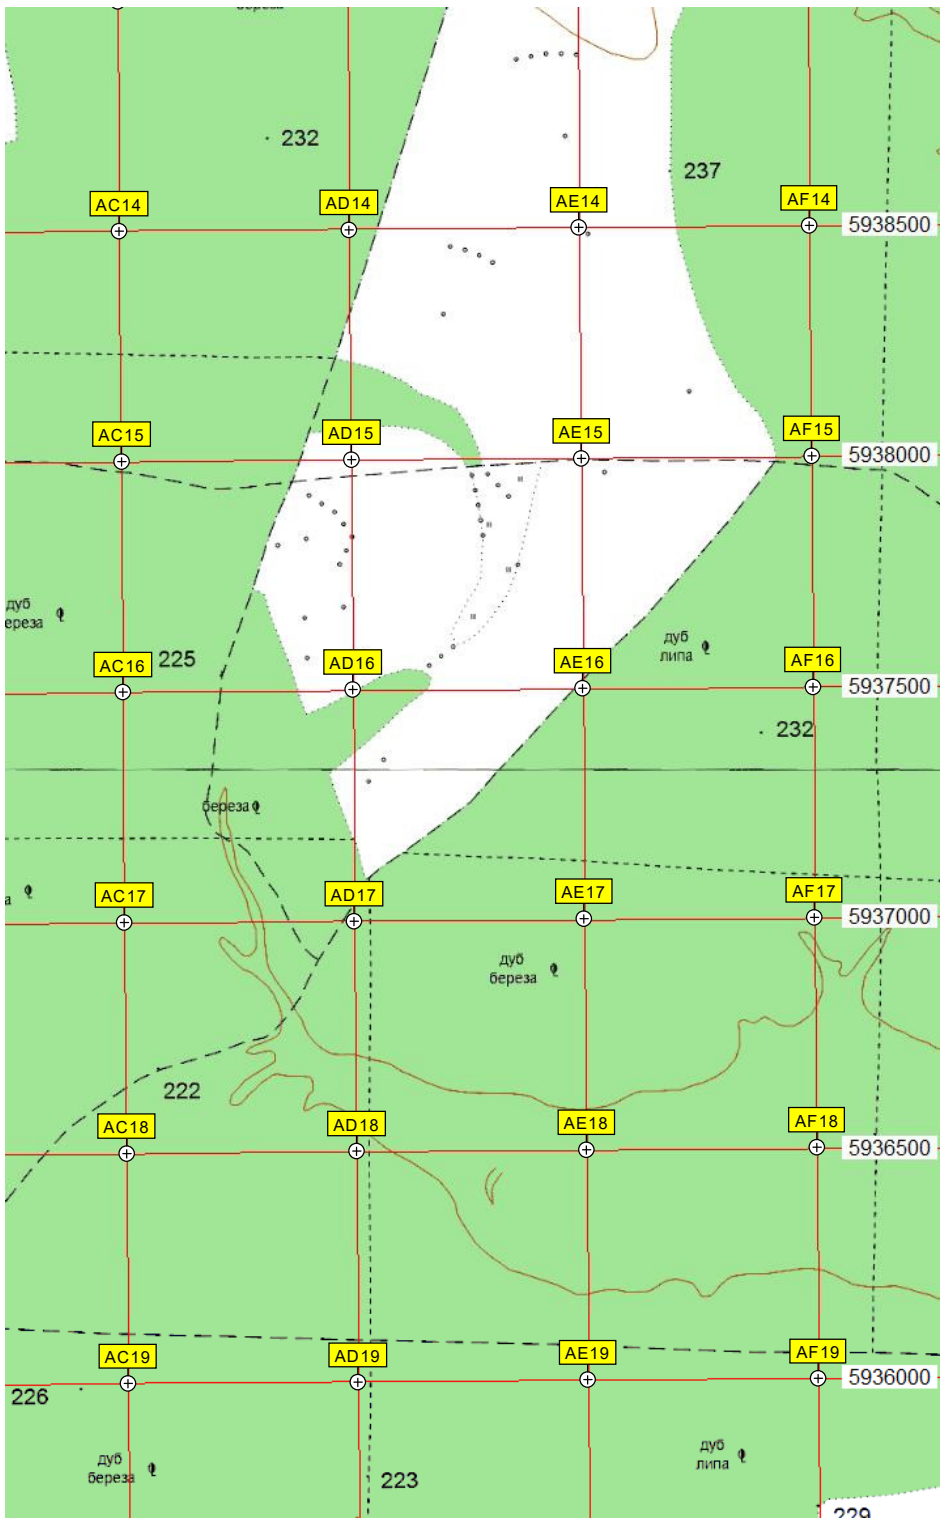 береза
232
237
AC14
AD14
AE14
AF14
5938500
AC15
AD15
AE15
AF15
5938000
дуб
ереза
дуб
липа
225
AC16
AD16
AE16
AF16
5937500
232
береза
а
AC17
AD17
AE17
AF17
5937000
дуб
береза
222
AC18
AD18
AE18
AF18
5936500
AC19
AD19
AE19
AF19
5936000
226
дуб
береза
дуб
липа
223
229